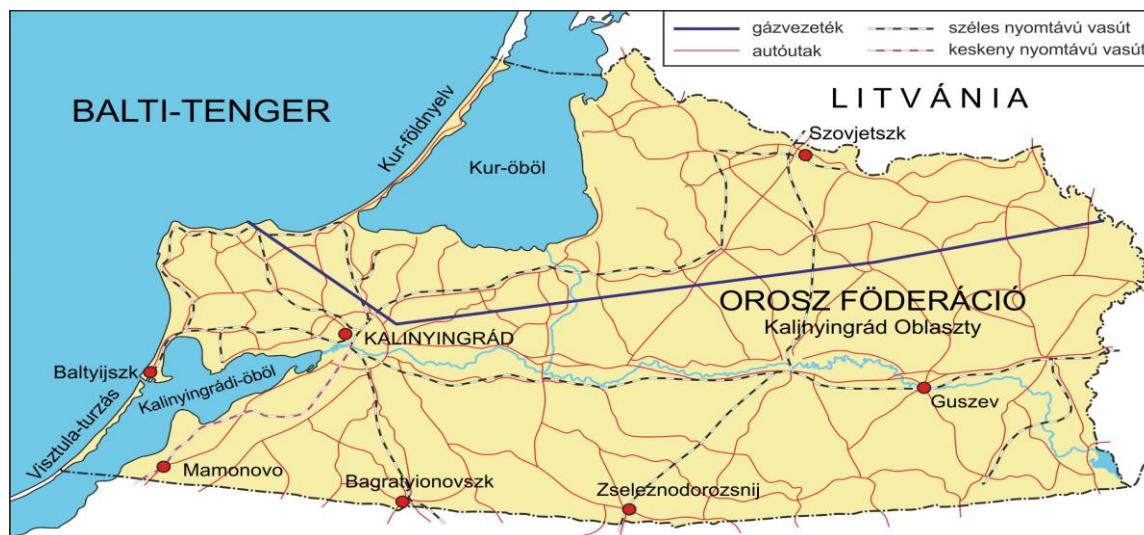 gázvezeték
széles nyomtávú vasút
autóutak
keskeny nyomtávú vasút
BALTI-TENGER
LITVÁNIA
Kur-földnyelv
Szovjetszk
Kur-öböl
OROSZ FÖDERÁCIÓ
Kalinyingrád Oblaszty
KALINYINGRÁD
Baltyijszk
Kalinyingrádi-öböl
Guszev
Visztula-turzás
Mamonovo
Bagratyionovszk
Zseleznodorozsnij